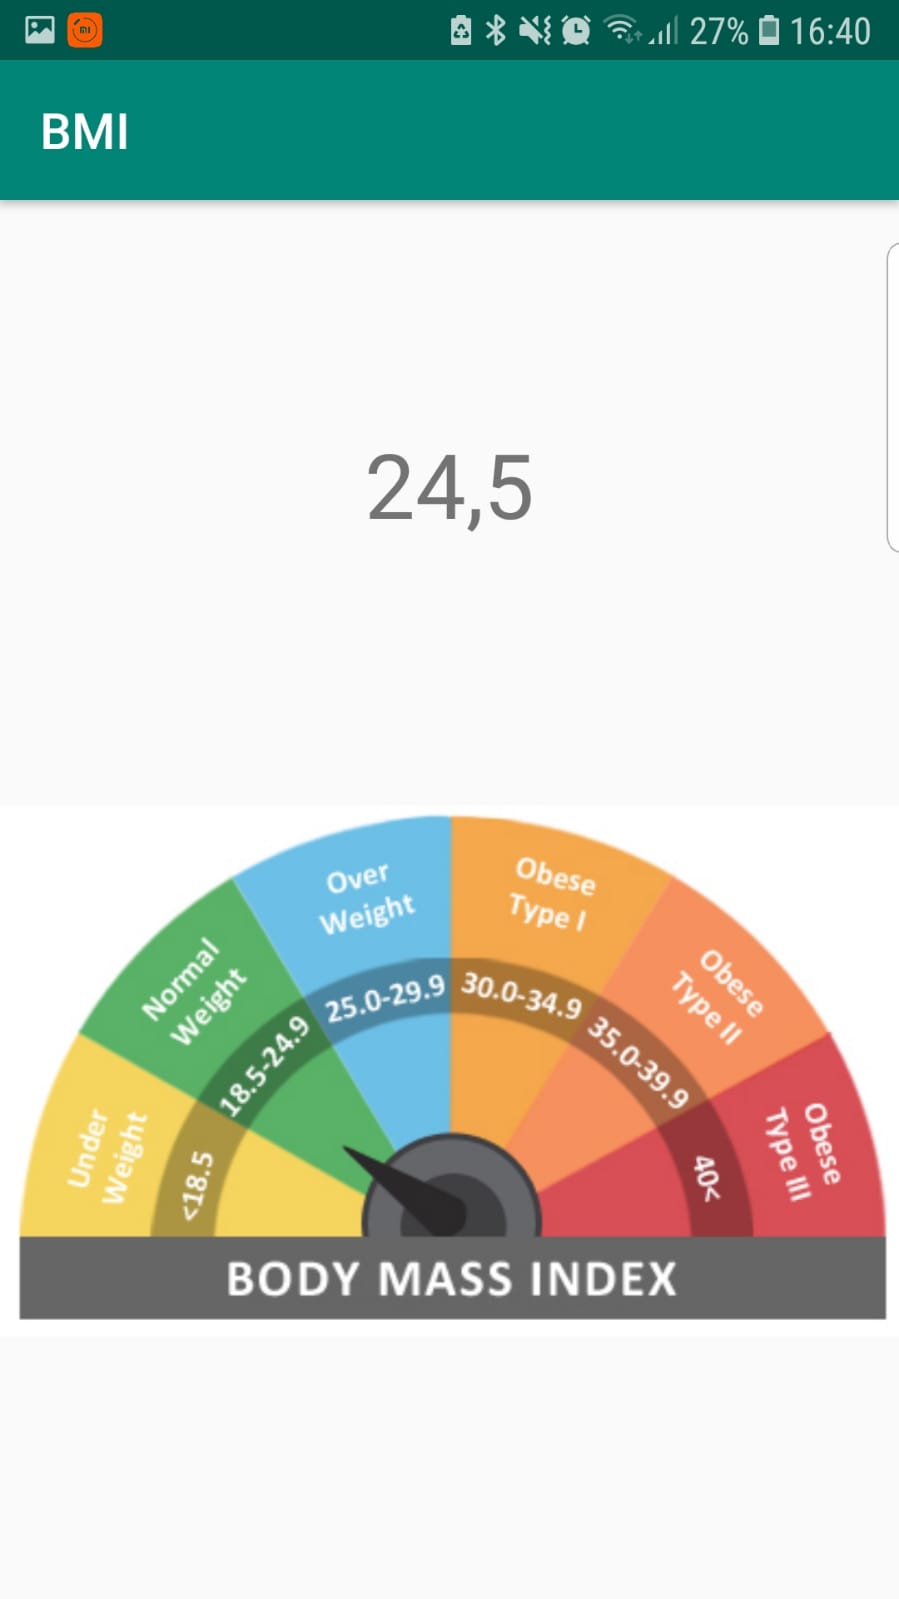 27% 16:40
BMI
24,5
Under
Weight
<18.5
Normal
Weight
18.5-24.9
Over
Weight
25.0-29.9
Obese
Type I
30.0-34.9
Obese
Type II
35.0-39.9
Obese
Type III
40<
BODY MASS INDEX